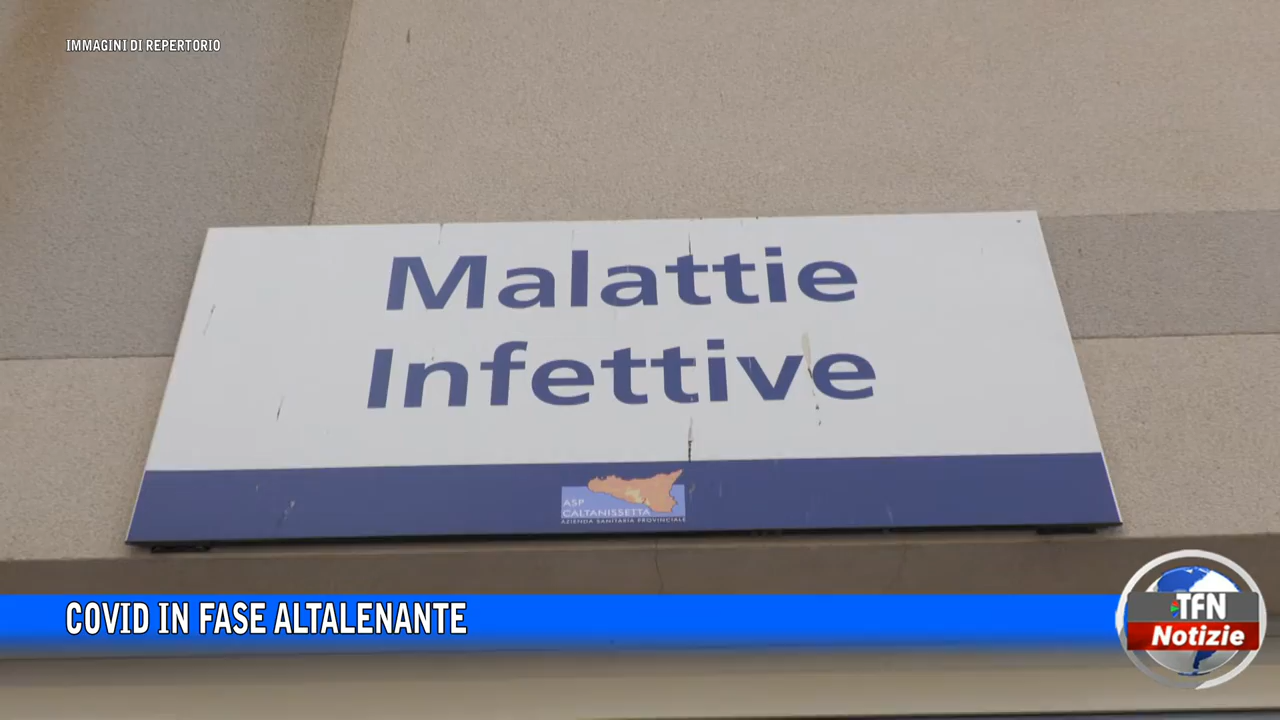 IMMAGINI DI REPERTORIO
Malattie
Infettive
ASP
CALTANISSETTA
AZIENDA SANITARIA PROVINCIALE
COVID IN FASE ALTALENANTE
TFN
Notizie